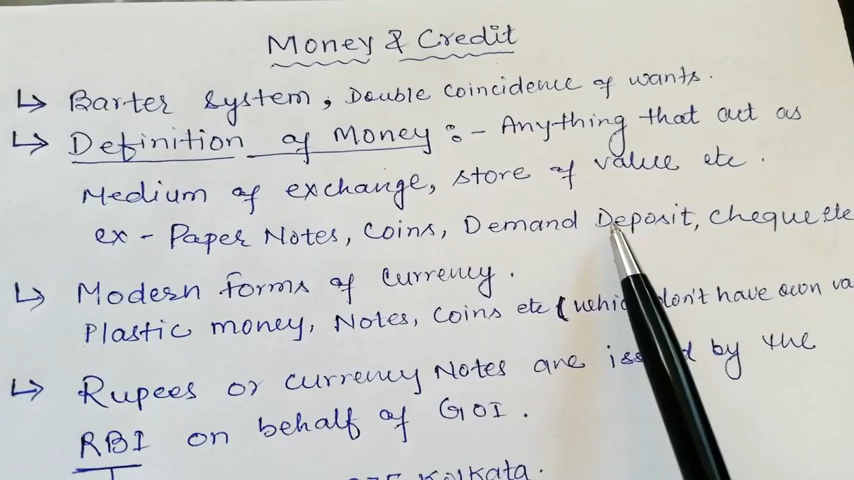 Money & Credit
↳ Barter system, Double coincidence of wants.
↳ Definition of Money :- Anything that act as
Medium of exchange, store of value etc.
ex - Paper Notes, Coins, Demand Deposit, Cheque etc
↳ Modern forms of currency.
Plastic money, Notes, Coins etc ( don't have own
↳ Rupees or currency Notes are by the
RBI on behalf of GOI.
Kolkata.